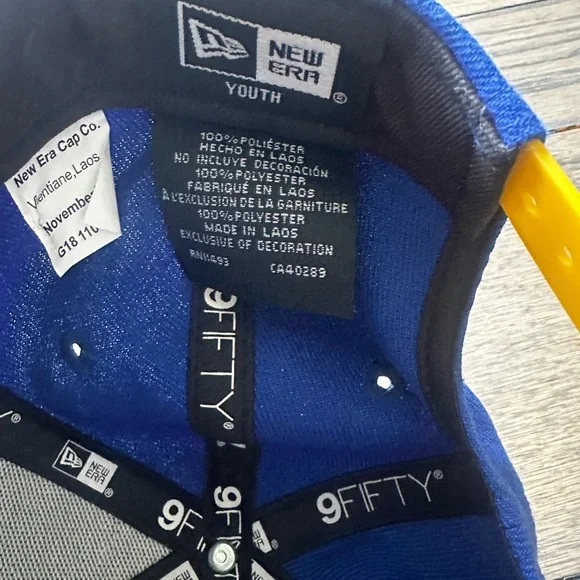 NEW
ERA
YOUTH
®
New Era Cap Co.
Vientiane,Laos
November
G18
100% POLIÉSTER
HECHO EN LAOS
NO INCLUYE DECORACIÓN
100% POLYESTER
FABRIQUÉ EN LAOS
À L'EXCLUSION DE LA GARNITURE
100% POLYESTER
MADE IN LAOS
EXCLUSIVE OF DECORATION
RN11493 CA40289
9FIFTY®
NEW
ERA®
9FIFTY®
9FIFTY
9FIFTY